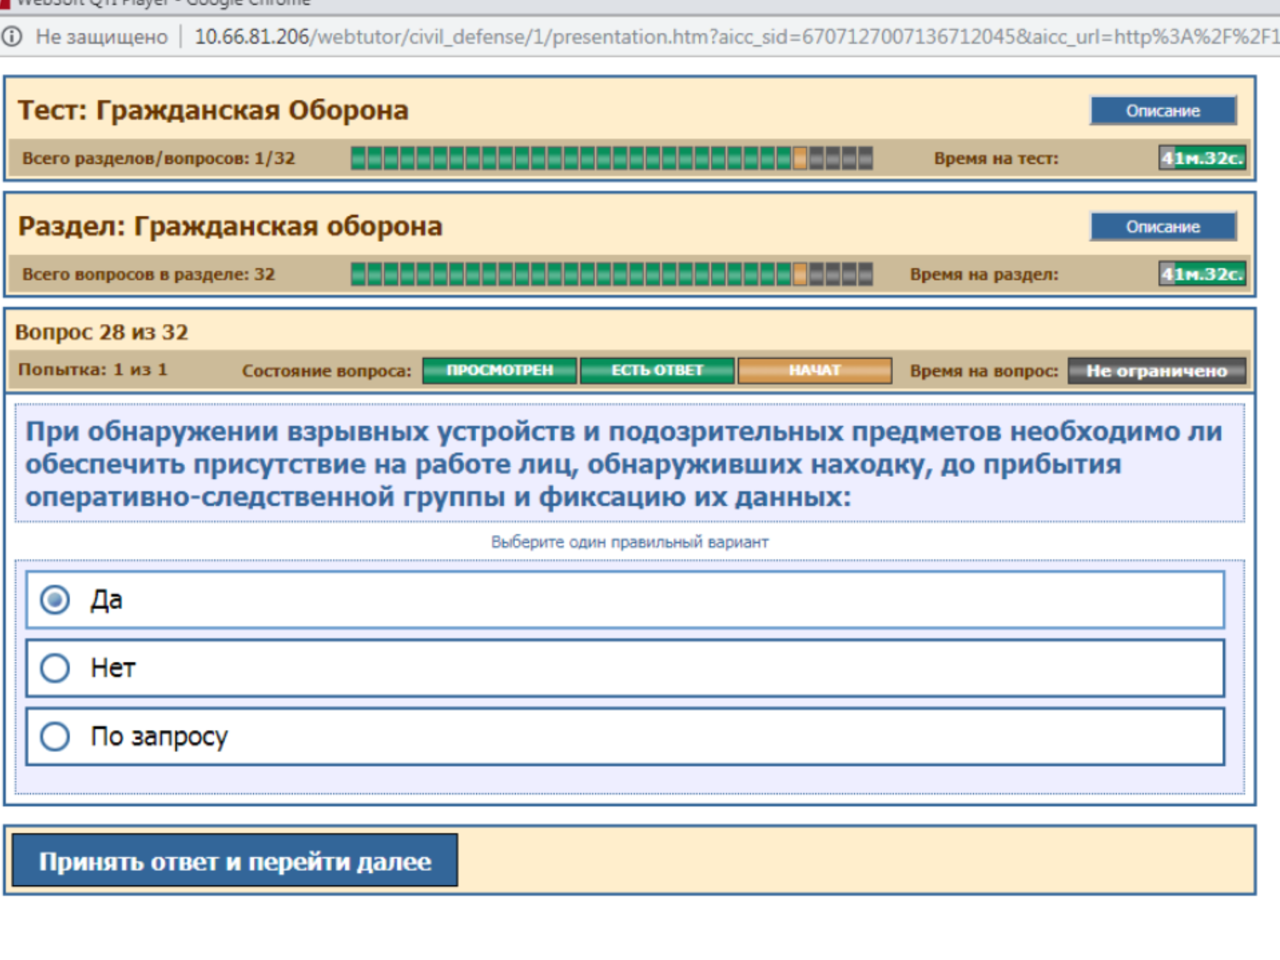 WebSoft QTI Player - Google Chrome
Не защищено 10.66.81.206/webtutor/civil_defense/1/presentation.htm?aicc_sid=6707127007136712045&aicc_url=http%3A%2F%2F1
Тест: Гражданская Оборона
Описание
Всего разделов/вопросов: 1/32
Время на тест:
41м.32с.
Раздел: Гражданская оборона
Описание
Всего вопросов в разделе: 32
Время на раздел:
41м.32с.
Вопрос 28 из 32
Попытка: 1 из 1
Состояние вопроса:
ПРОСМОТРЕН
ЕСТЬ ОТВЕТ
НАЧАТ
Время на вопрос:
Не ограничено
При обнаружении взрывных устройств и подозрительных предметов необходимо ли
обеспечить присутствие на работе лиц, обнаруживших находку, до прибытия
оперативно-следственной группы и фиксацию их данных:
Выберите один правильный вариант
Да
Нет
По запросу
Принять ответ и перейти далее